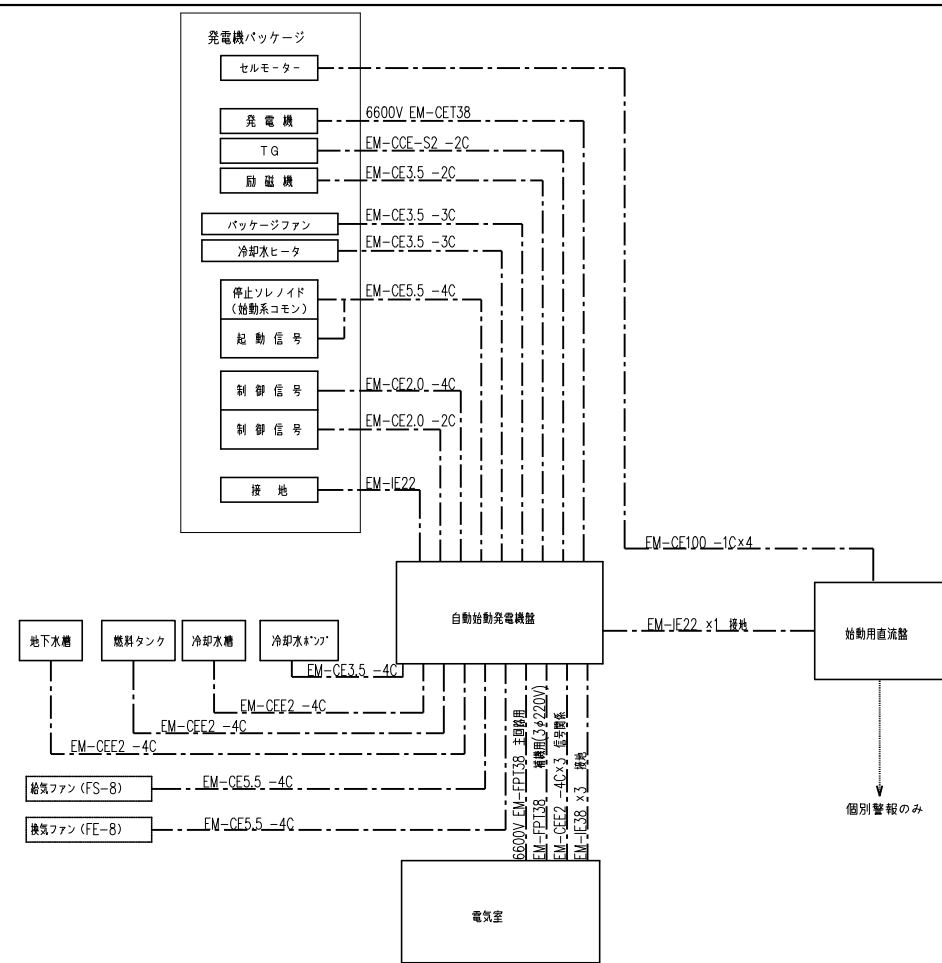 発電機パッケージ
セルモーター
発電機
6600V EM-CET38
TG
EM-CCE-S2 -2C
励磁機
EM-CE3.5 -2C
パッケージファン
EM-CE3.5 -3C
冷却水ヒータ
EM-CE3.5 -3C
停止ソレノイド
(始動系コモン)
EM-CE5.5 -4C
起動信号
制御信号
EM-CE2.0 -4C
制御信号
EM-CE2.0 -2C
接地
EM-IE22
EM-CE100 -1C×4
自動始動発電機盤
EM-IE22 ×1 接地
始動用直流盤
地下水槽
燃料タンク
冷却水槽
冷却水ポンプ
EM-CE3.5 -4C
EM-CEE2 -4C
EM-CEE2 -4C
EM-CEE2 -4C
給気ファン(FS-8)
EM-CE5.5 -4C
換気ファン(FE-8)
EM-CE5.5 -4C
6600V EM-FPT38 主回路用
EM-FPT38 補機用(3φ220V)
EM-CEE2 -4C×3 信号関係
EM-IE38 ×3 接地
個別警報のみ
電気室